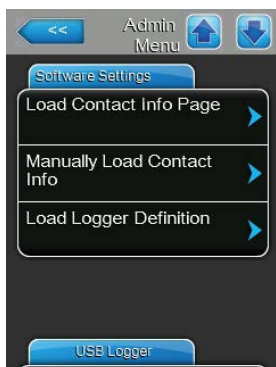 <<
Admin
Menu
Software Settings
Load Contact Info Page
Manually Load Contact
Info
Load Logger Definition
USB Logger